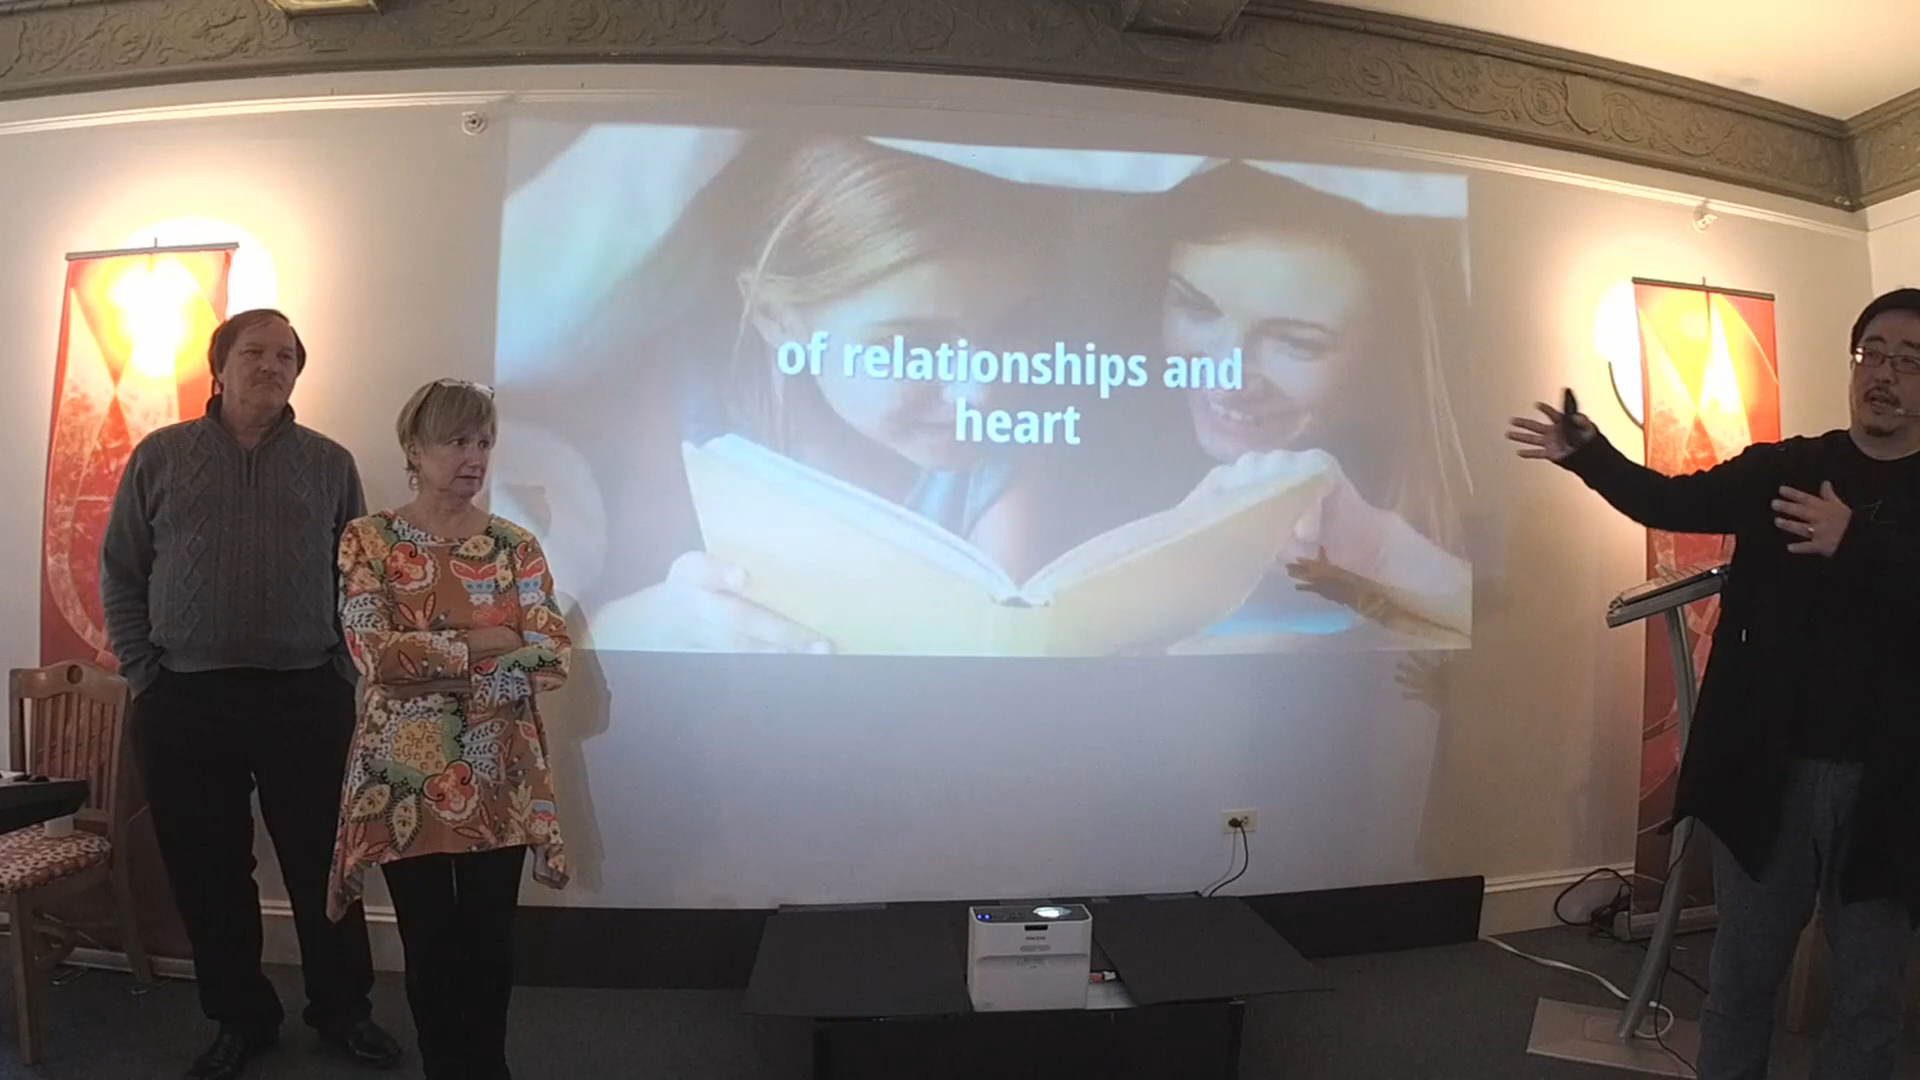 of relationships and
heart